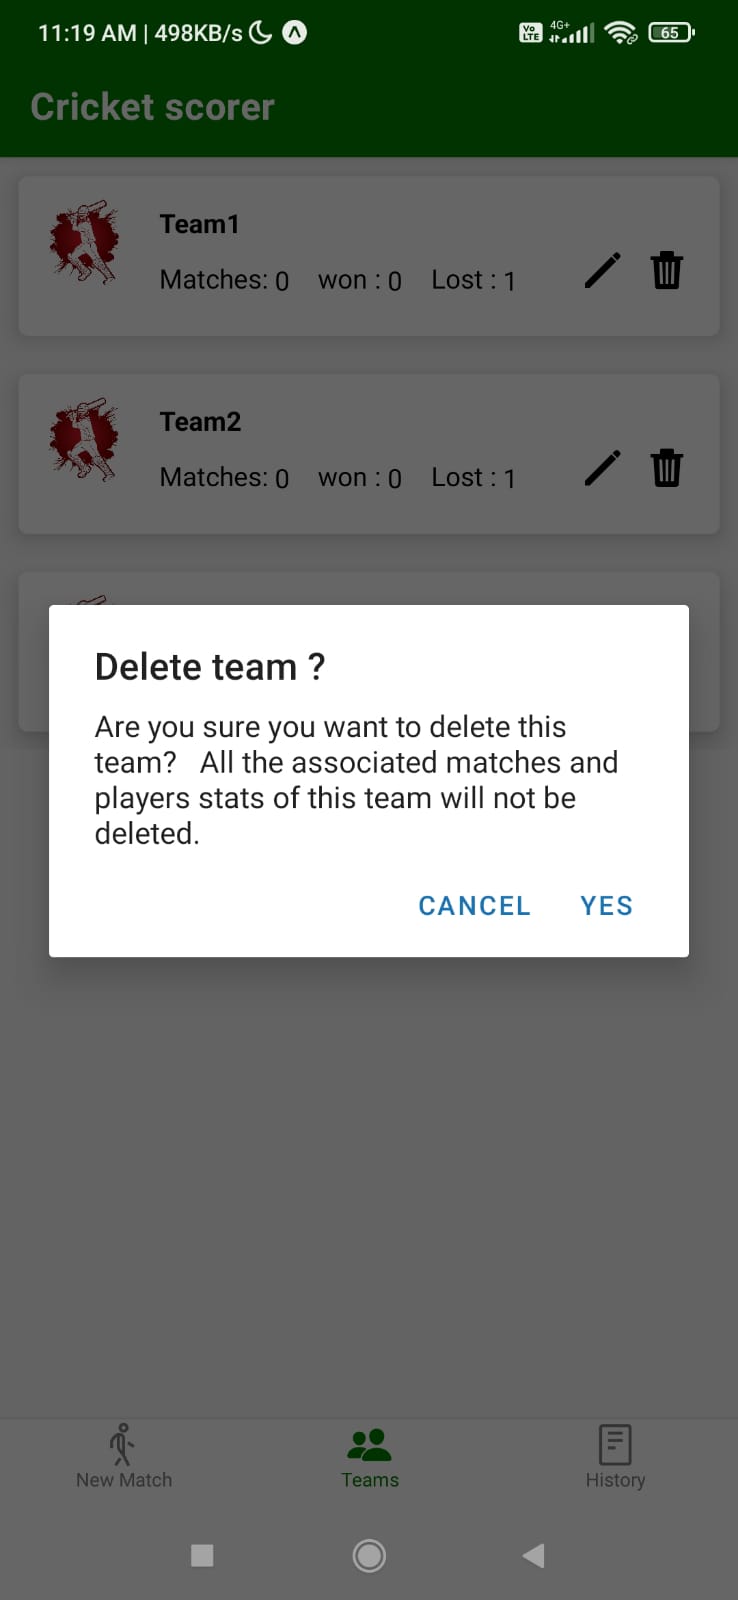 11:19 AM | 498KB/s
Vo LTE 4G+ 65
Cricket scorer
Team1
Matches: 0 won : 0 Lost : 1
Team2
Matches: 0 won : 0 Lost : 1
Delete team ?
Are you sure you want to delete this
team?   All the associated matches and
players stats of this team will not be
deleted.
CANCEL YES
New Match Teams History